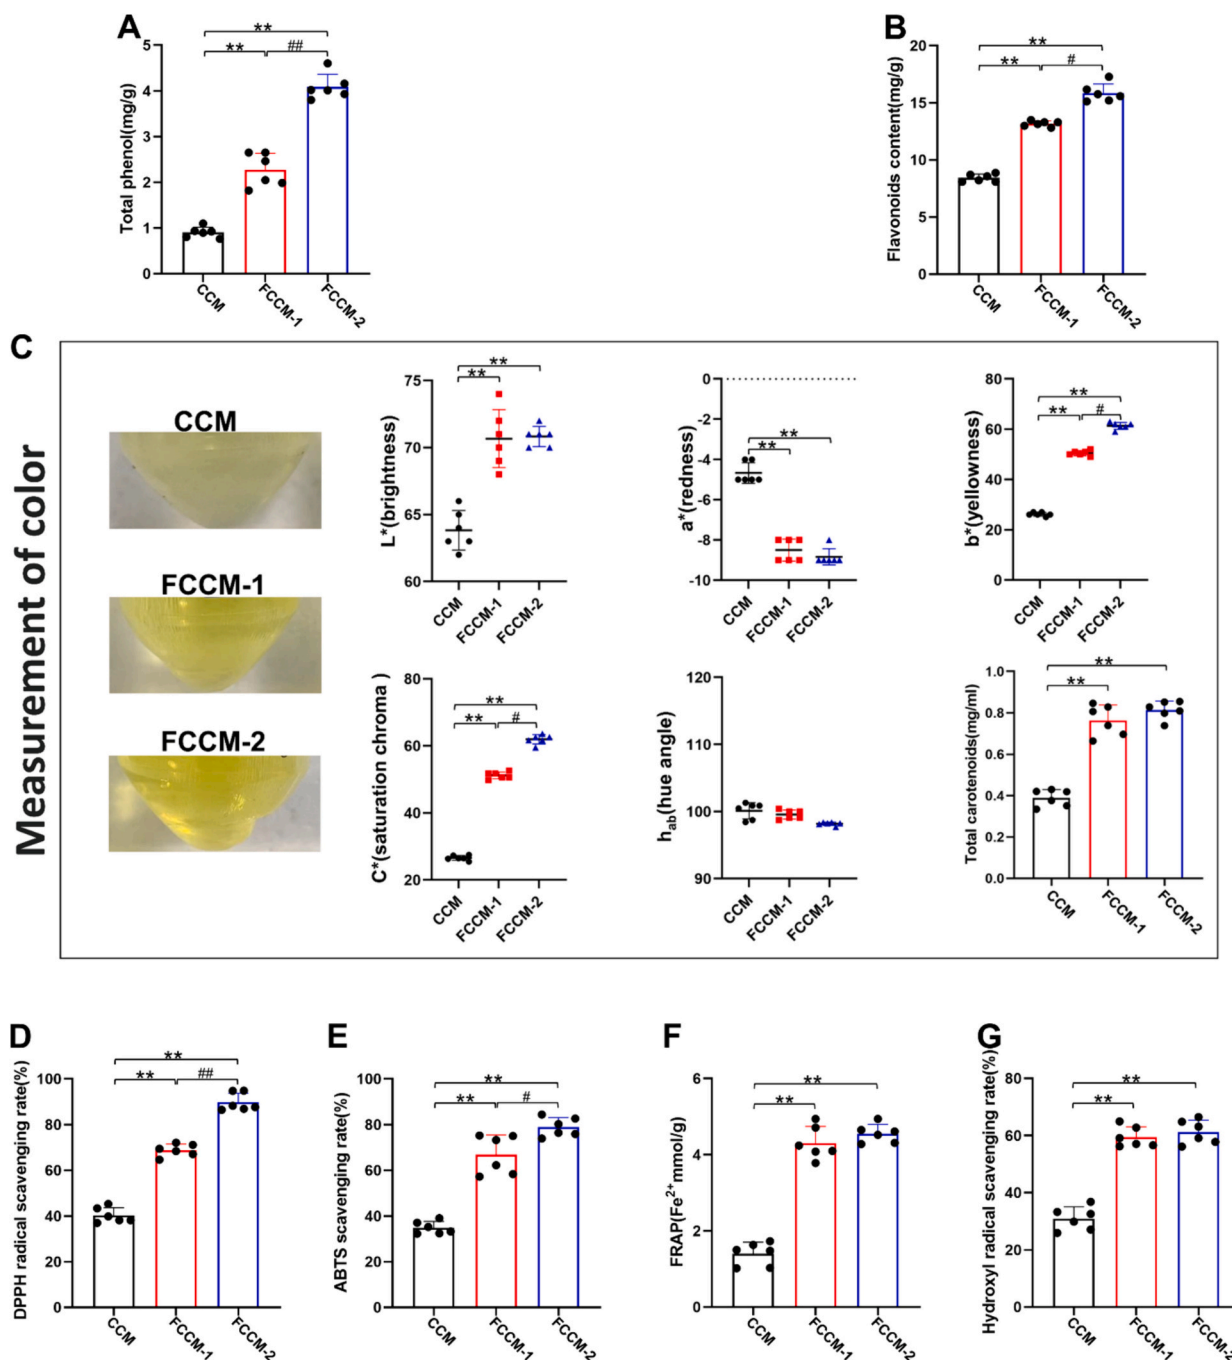 A
** 
** ##
Total phenol(mg/g)
5
4
3
2
1
0
CCM
FCCM-1
FCCM-2
B
**
** #
Flavonoids content(mg/g)
20
15
10
5
0
CCM
FCCM-1
FCCM-2
C
Measurement of color
CCM
FCCM-1
FCCM-2
**
**
L*(brightness)
75
70
65
60
CCM
FCCM-1
FCCM-2
**
**
a*(redness)
0
-2
-4
-6
-8
-10
CCM
FCCM-1
FCCM-2
**
** #
b*(yellowness)
80
60
40
20
0
CCM
FCCM-1
FCCM-2
**
** #
C*(saturation chroma )
80
60
40
20
CCM
FCCM-1
FCCM-2
h_ab(hue angle)
120
110
100
90
CCM
FCCM-1
FCCM-2
**
**
Total carotenoids(mg/ml)
1.0
0.8
0.6
0.4
0.2
0.0
CCM
FCCM-1
FCCM-2
D
**
** ##
DPPH radical scavenging rate(%)
100
80
60
40
20
0
CCM
FCCM-1
FCCM-2
E
**
** #
ABTS scavenging rate(%)
100
80
60
40
20
0
CCM
FCCM-1
FCCM-2
F
**
**
FRAP(Fe²⁺mmol/g)
6
4
2
0
CCM
FCCM-1
FCCM-2
G
**
**
Hydroxyl radical scavenging rate(%)
80
60
40
20
0
CCM
FCCM-1
FCCM-2